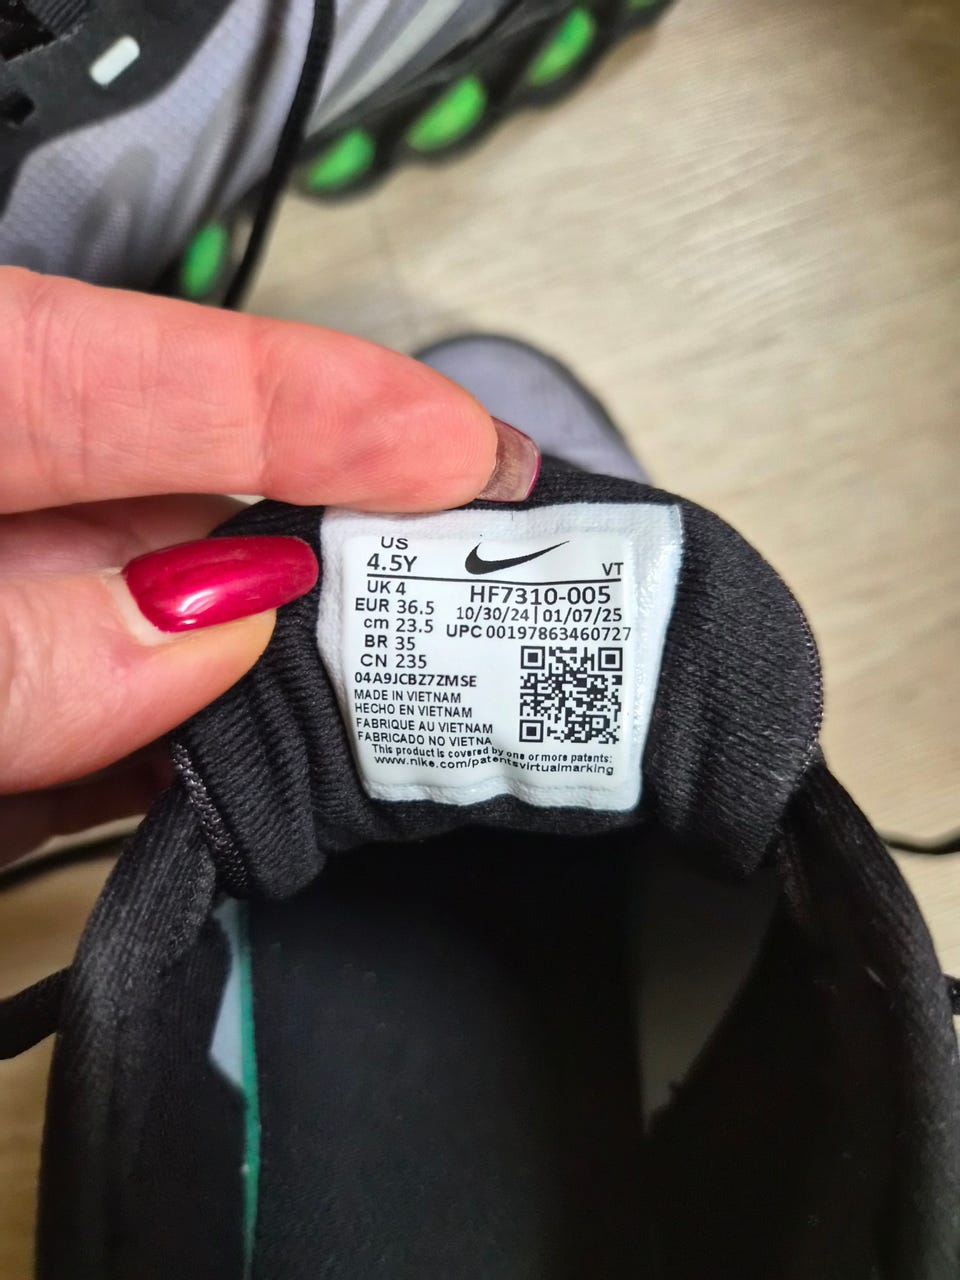 US
4.5Y
VT
UK 4
HF7310-005
EUR 36.5
10/30/24 | 01/07/25
cm 23.5
UPC 00197863460727
BR 35
CN 235
04A9JCBZ7ZMSE
MADE IN VIETNAM
HECHO EN VIETNAM
FABRIQUE AU VIETNAM
FABRICADO NO VIETNA
This product is covered by one or more patents:
www.nike.com/patentsvirtualmarking